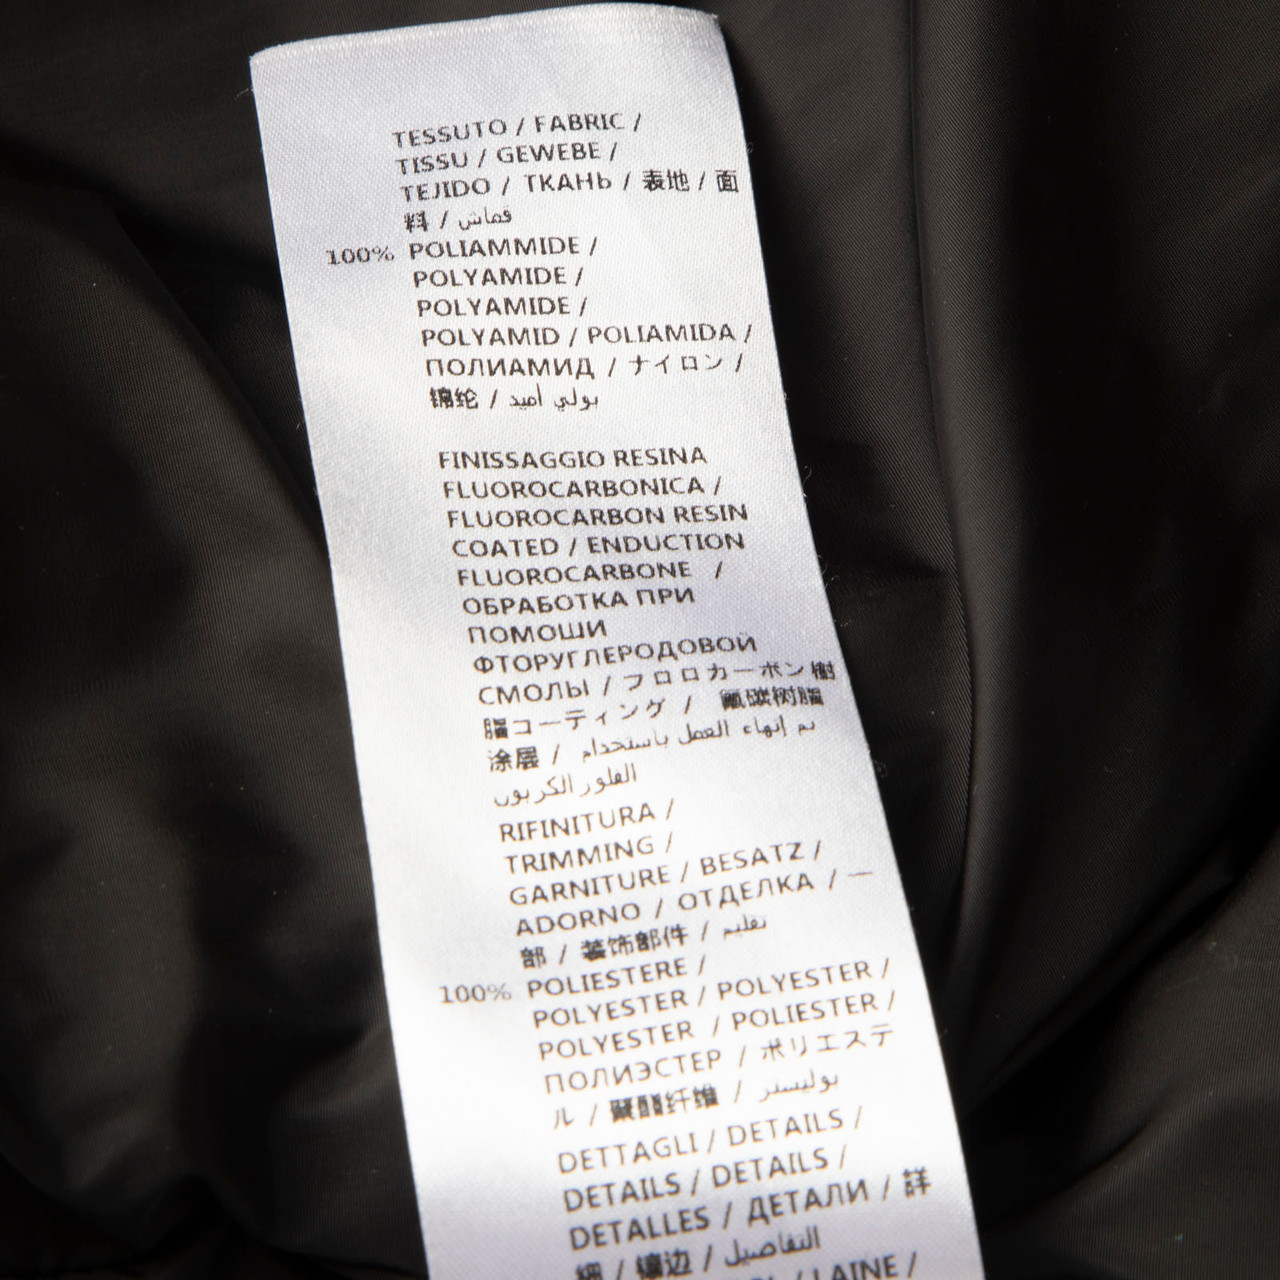 TESSUTO / FABRIC /
TISSU / GEWEBE /
TEJIDO / ТКАНЬ / 表地 / 面
料 / قماش
100% POLIAMMIDE /
POLYAMIDE /
POLYAMIDE /
POLYAMID / POLIAMIDA /
ПОЛИАМИД / ナイロン /
锦纶 / بولي أميد
FINISSAGGIO RESINA
FLUOROCARBONICA /
FLUOROCARBON RESIN
COATED / ENDUCTION
FLUOROCARBONE /
ОБРАБОТКА ПРИ
ПОМОШИ
ФТОРУГЛЕРОДОВОЙ
СМОЛЫ / フロロカーボン樹
脂コーティング / 氟碳树脂
涂层 / تم إنهاء العمل باستخدام
الفلور الكربون
RIFINITURA /
TRIMMING /
GARNITURE / BESATZ /
ADORNO / ОТДЕЛКА / 一
部 / 装饰部件 / تقليم
100% POLIESTERE /
POLYESTER / POLYESTER /
POLYESTER / POLIESTER /
ПОЛИЭСТЕР / ポリエステ
ル / 聚酯纤维 / بوليستر
DETTAGLI / DETAILS /
DETAILS / DETAILS /
DETALLES / ДЕТАЛИ / 詳
細 / 镶边 / التفاصيل
/ LAINE /